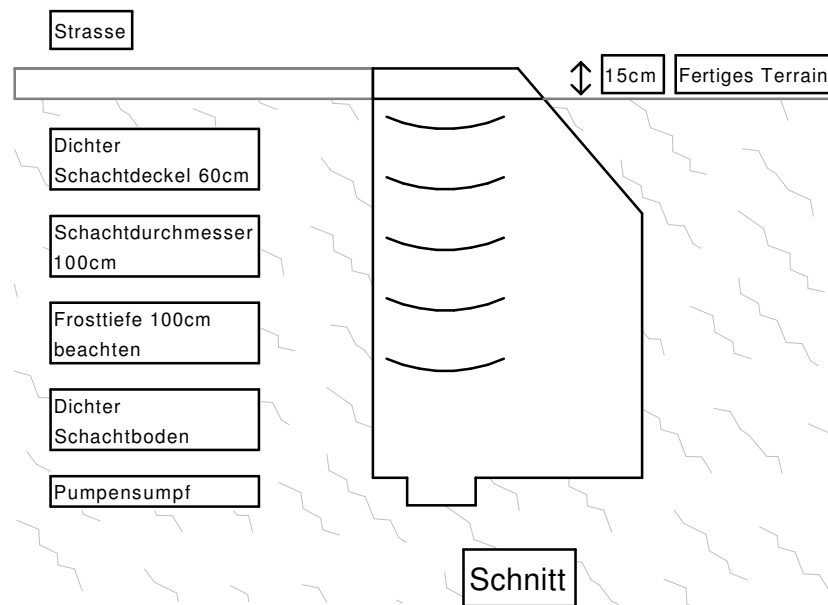 Strasse
15cm
Fertiges Terrain
Dichter
Schachtdeckel 60cm
Schachtdurchmesser
100cm
Frosttiefe 100cm
beachten
Dichter
Schachtboden
Pumpensumpf
Schnitt